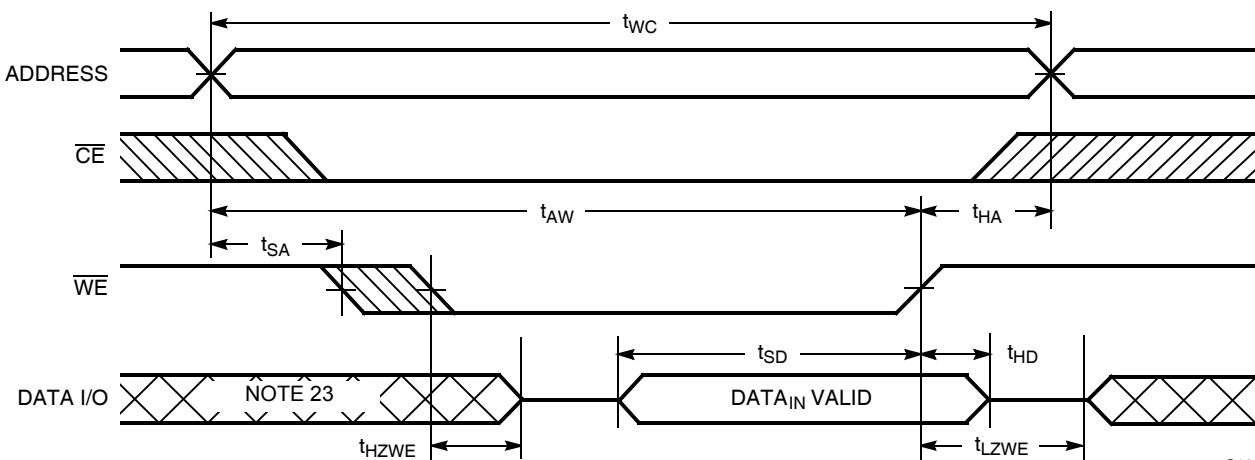 tWC
ADDRESS
CE
tAW
tHA
tSA
WE
tSD
tHD
DATA I/O
NOTE 23
DATAIN VALID
tHZWE
tLZWE